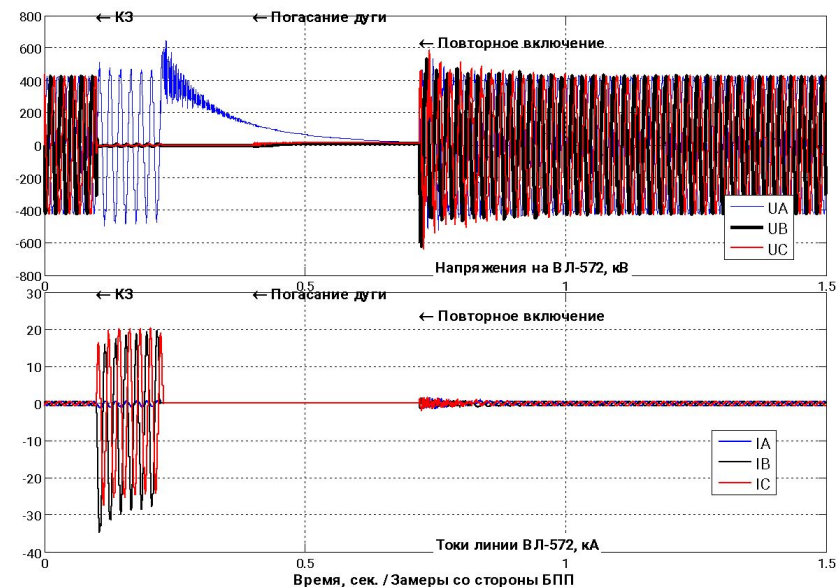 ← КЗ ← Погасание дуги
← Повторное включение
800
600
400
200
0
-200
-400
-600
-800
UA
UB
UC
Напряжения на ВЛ-572, кВ
0 0.5 1 1.5
← КЗ ← Погасание дуги
← Повторное включение
30
20
10
0
-10
-20
-30
-40
IA
IB
IC
Токи линии ВЛ-572, кА
0 0.5 1 1.5
Время, сек. / Замеры со стороны БПП